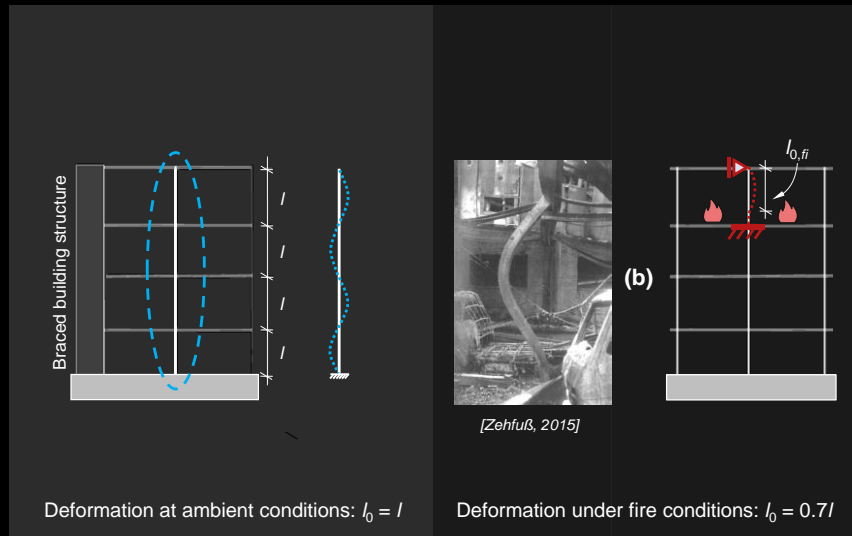 Braced building structure
l
l
l
l
l0,fi
(b)
[Zehfuß, 2015]
Deformation at ambient conditions: l0 = l
Deformation under fire conditions: l0 = 0.7l